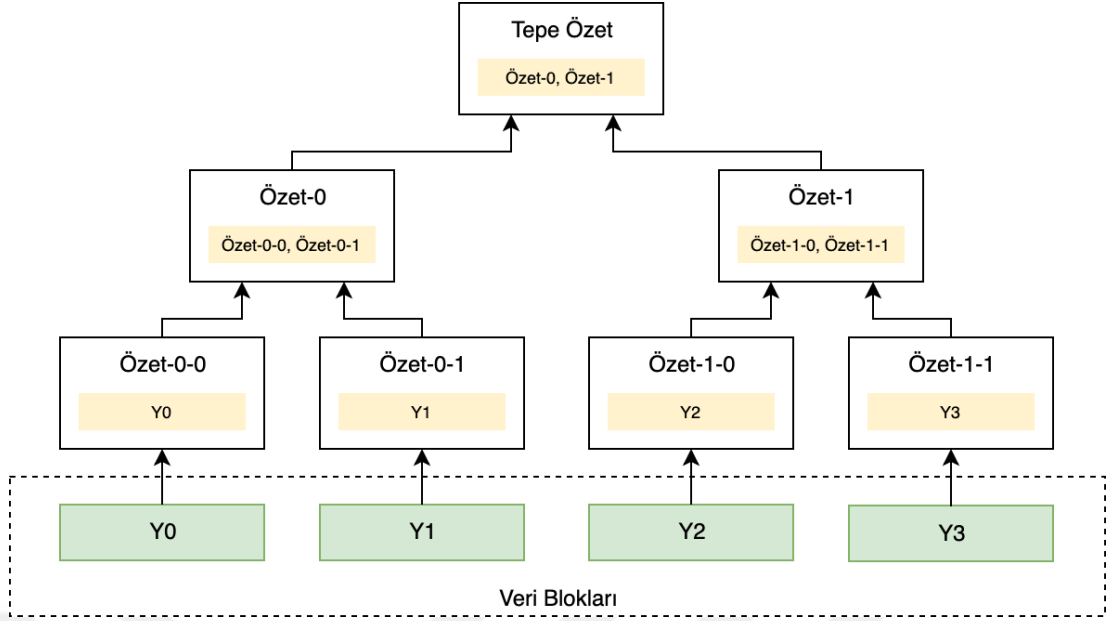 Tepe Özet
Özet-0, Özet-1
Özet-0
Özet-0-0, Özet-0-1
Özet-1
Özet-1-0, Özet-1-1
Özet-0-0
Y0
Özet-0-1
Y1
Özet-1-0
Y2
Özet-1-1
Y3
Y0
Y1
Y2
Y3
Veri Blokları